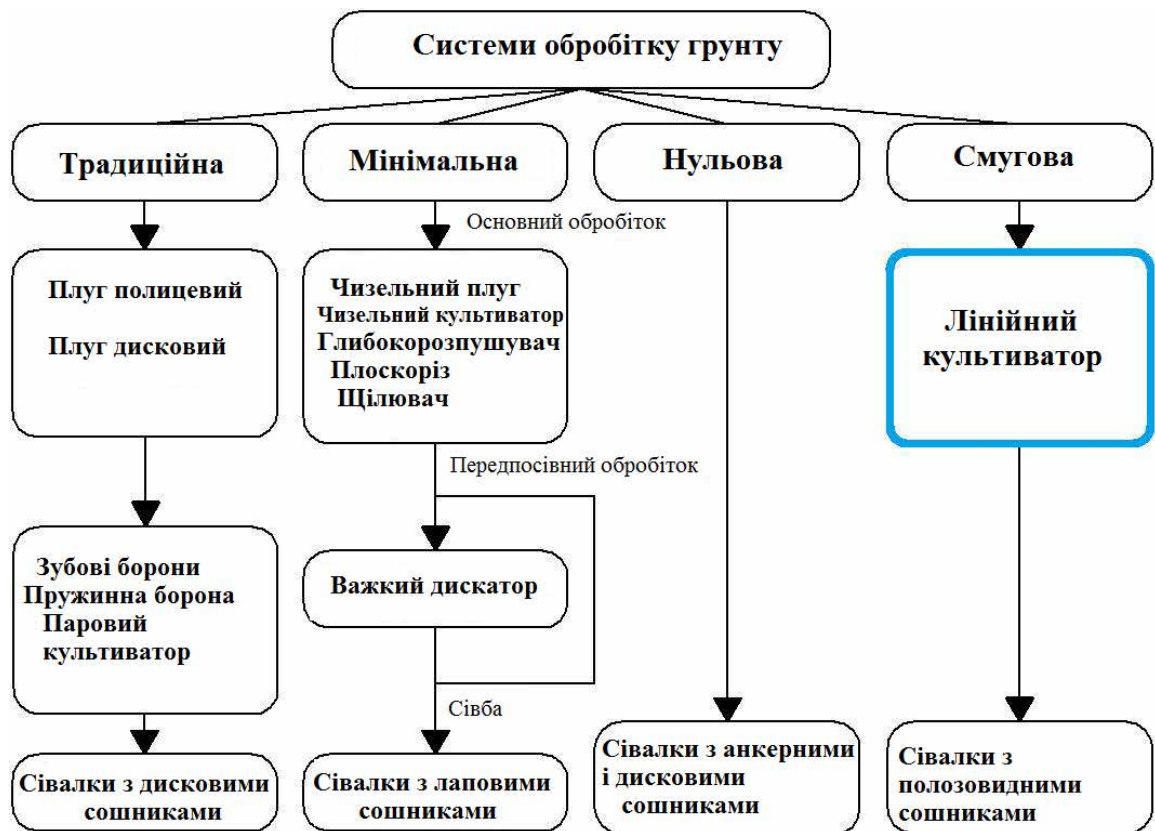 Системи обробітку грунту
Традиційна
Мінімальна
Нульова
Смугова
Основний обробіток
Плуг полицевий
Плуг дисковий
Чизельний плуг
Чизельний культиватор
Глибокорозпушувач
Плоскоріз
Щілювач
Лінійний
культиватор
Передпосівний обробіток
Зубові борони
Пружинна борона
Паровий
культиватор
Важкий дискатор
Сівба
Сівалки з дисковими
сошниками
Сівалки з лаповими
сошниками
Сівалки з анкерними
і дисковими
сошниками
Сівалки з
полозовидними
сошниками